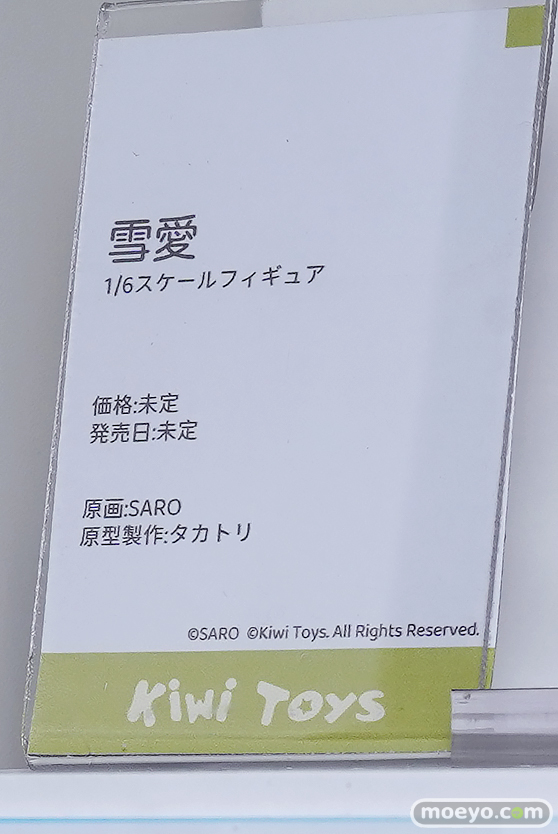 雪愛
1/6スケールフィギュア
価格:未定
発売日:未定
原画:SARO
原型製作:タカトリ
©SARO ©Kiwi Toys. All Rights Reserved.
Kiwi Toys
moeyo.com